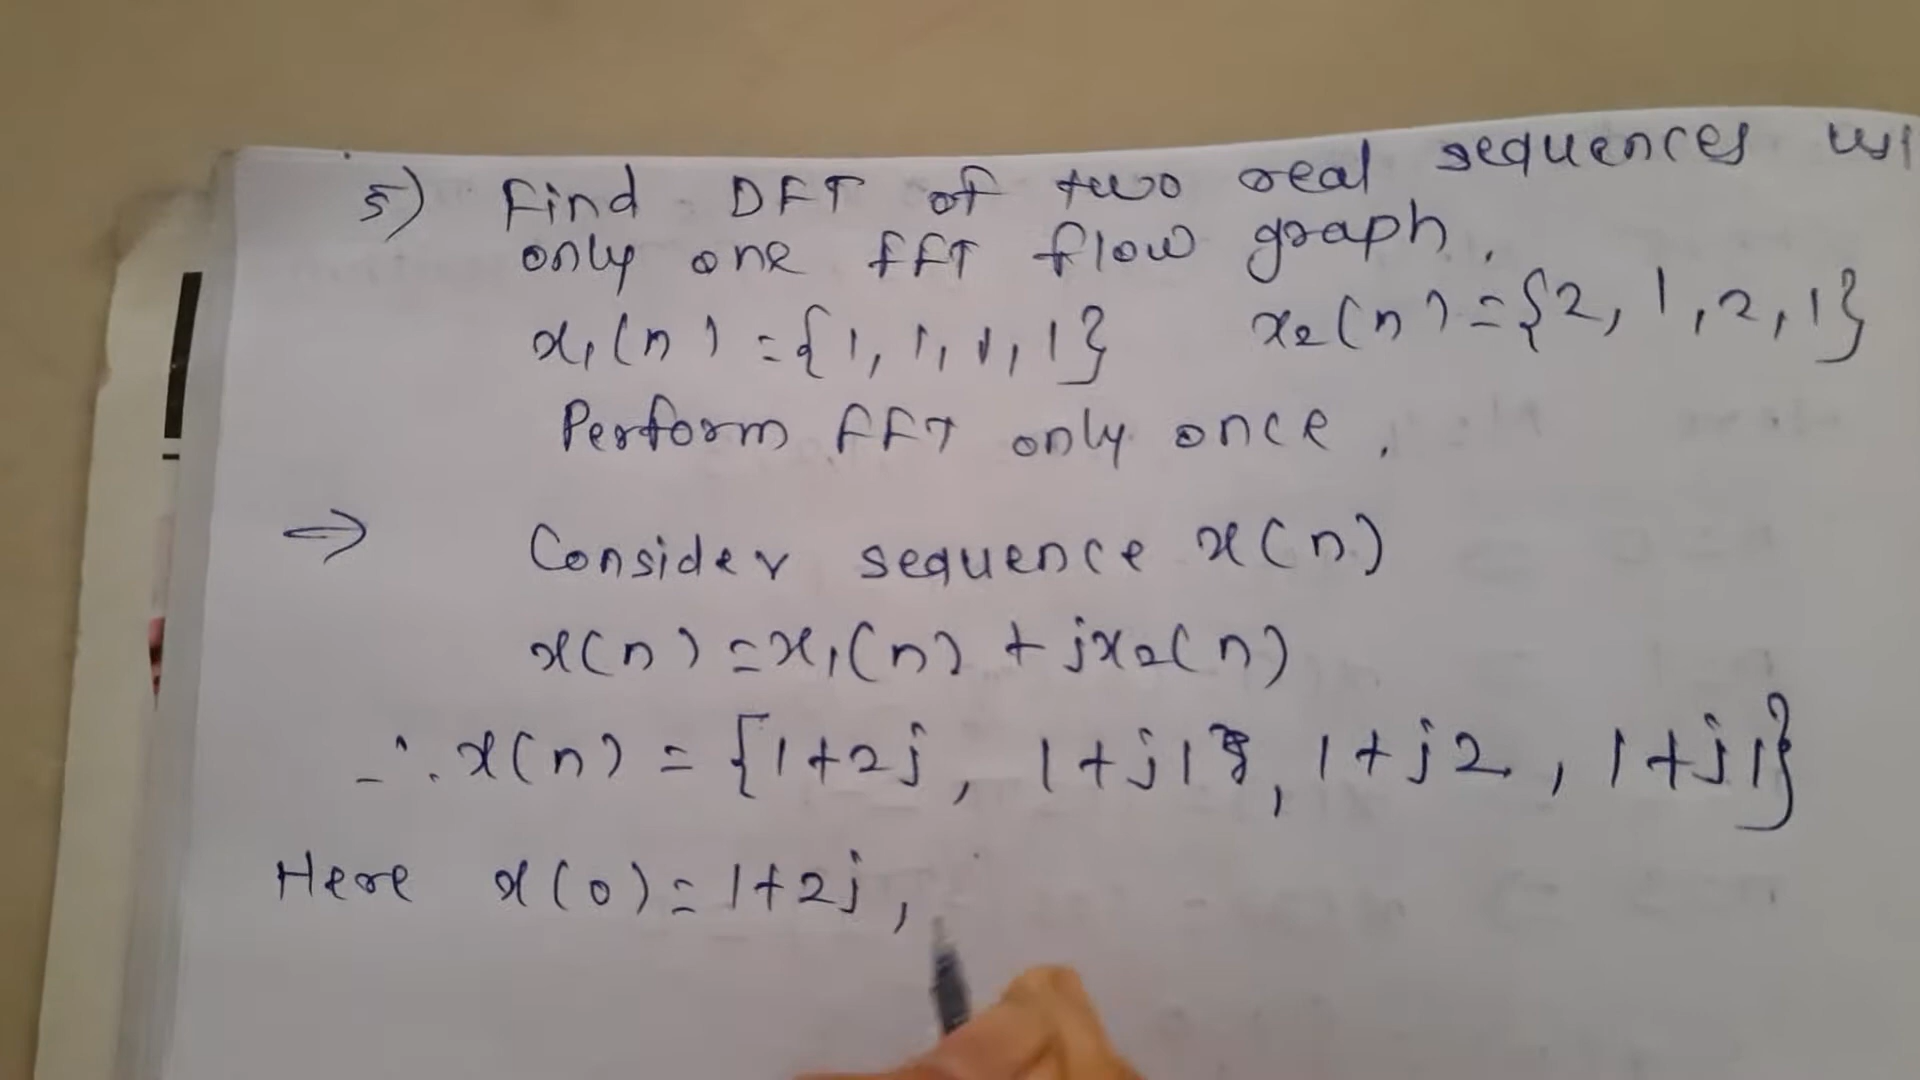 5) Find DFT of two real sequences usi
only one FFT flow graph.
x₁(n) = {1, 1, 1, 1} x₂(n) = {2, 1, 2, 1}
Perform FFT only once.
⇒ Consider sequence x(n)
x(n) = x₁(n) + jx₂(n)
∴ x(n) = {1+2j, 1+j1, 1+j2, 1+j1}
Here x(0) = 1+2j,